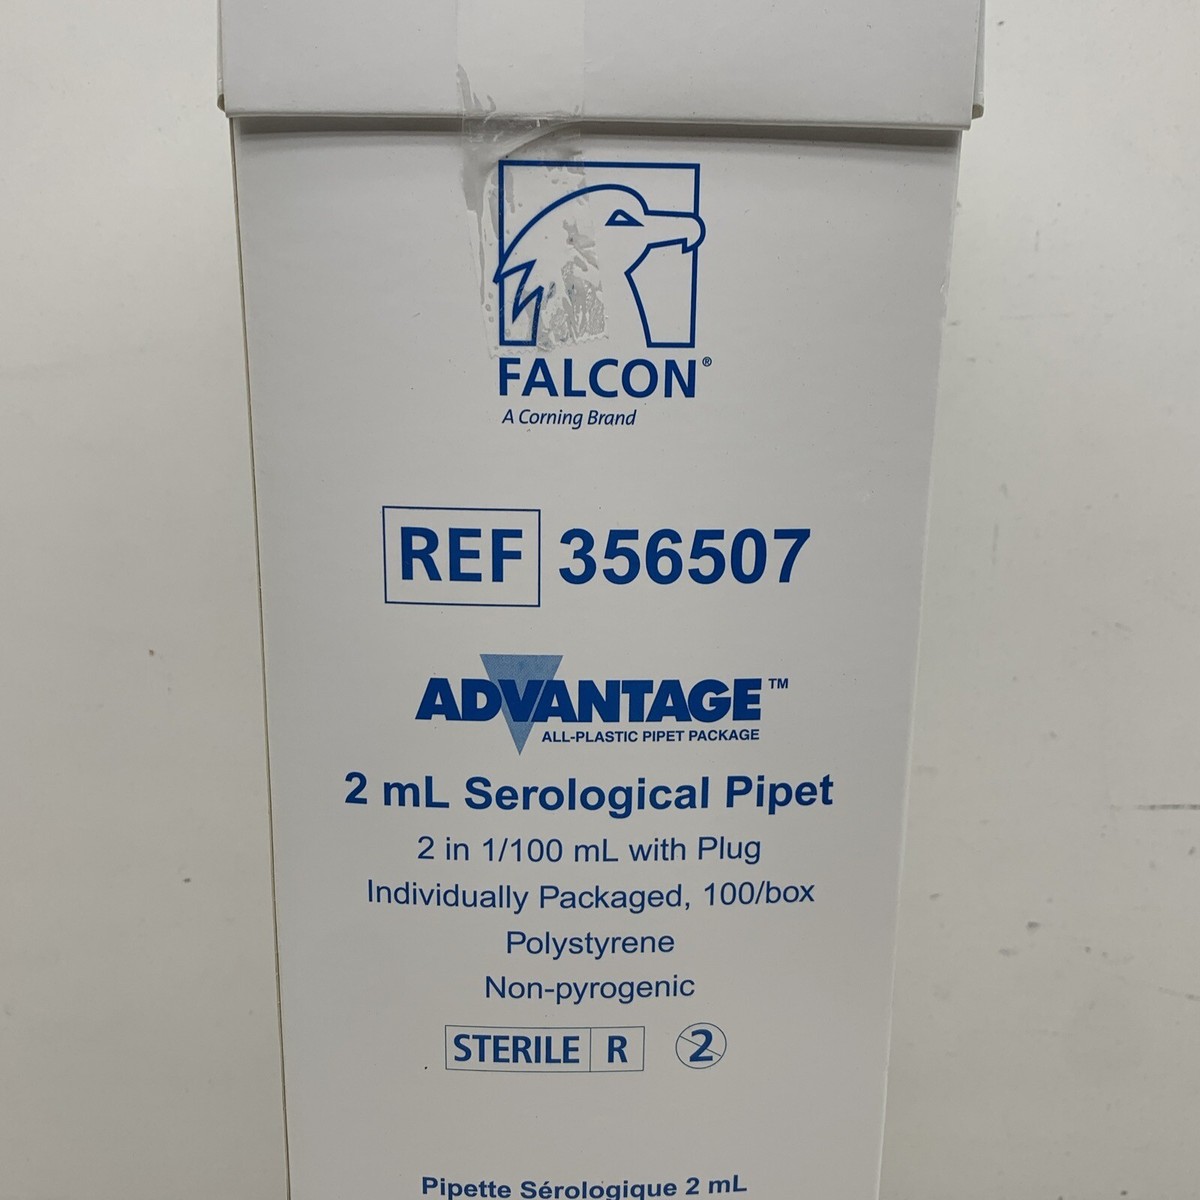 FALCON®
A Corning Brand
REF 356507
ADVANTAGE™
ALL-PLASTIC PIPET PACKAGE
2 mL Serological Pipet
2 in 1/100 mL with Plug
Individually Packaged, 100/box
Polystyrene
Non-pyrogenic
STERILE R 2
Pipette Sérologique 2 mL